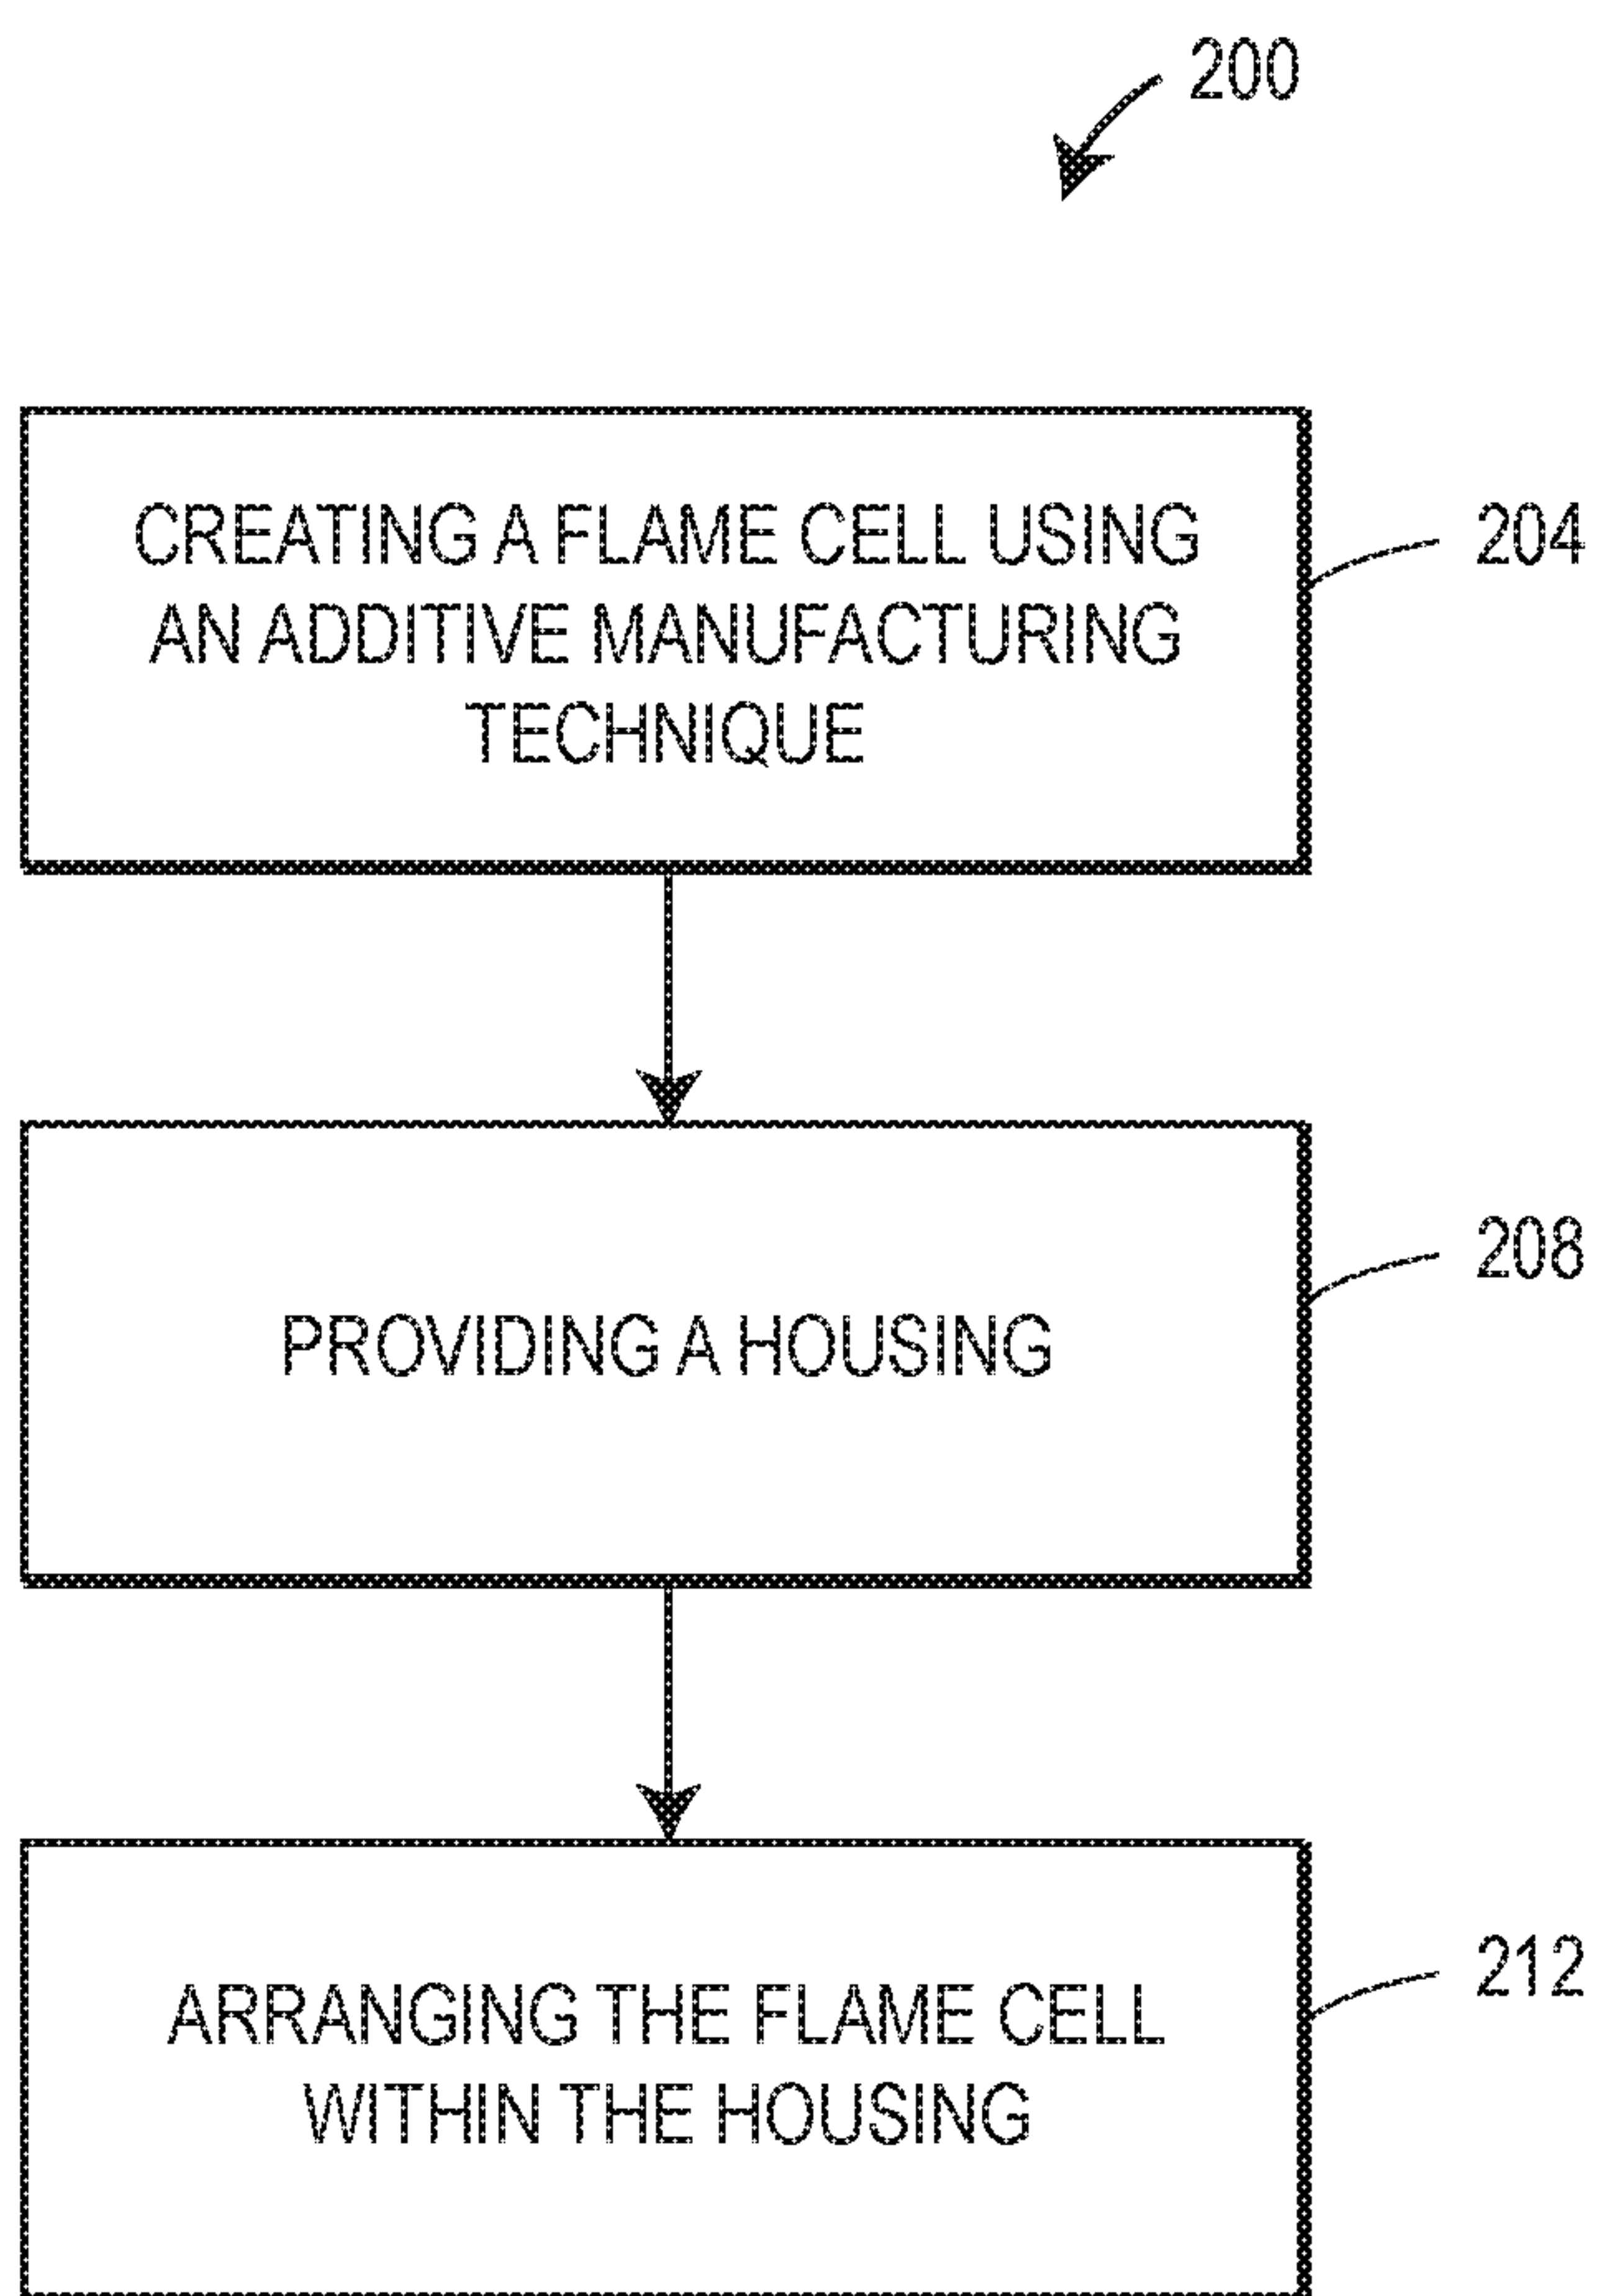 200
CREATING A FLAME CELL USING
AN ADDITIVE MANUFACTURING
TECHNIQUE
204
PROVIDING A HOUSING
208
ARRANGING THE FLAME CELL
WITHIN THE HOUSING
212